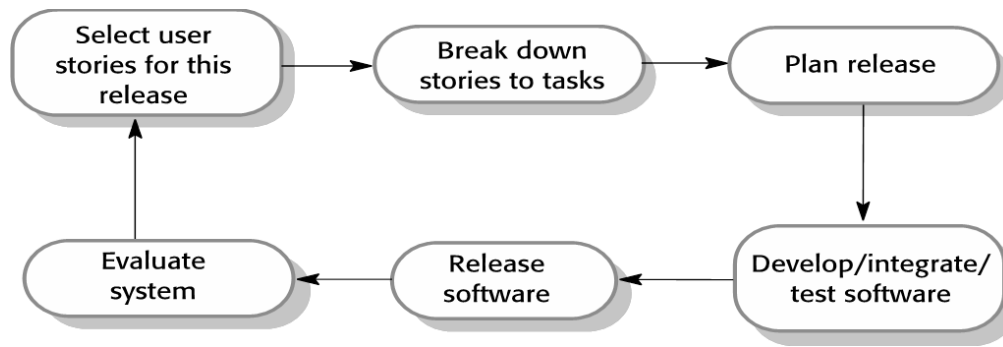 Select user
stories for this
release
Break down
stories to tasks
Plan release
Evaluate
system
Release
software
Develop/integrate/
test software